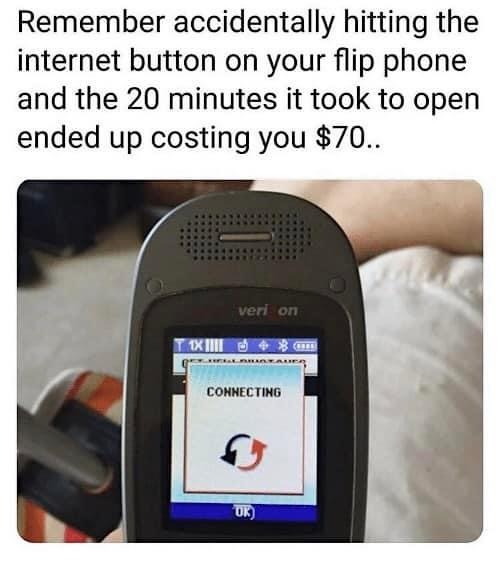 Remember accidentally hitting the
internet button on your flip phone
and the 20 minutes it took to open
ended up costing you $70..
veri on
1X
CONNECTING
OK